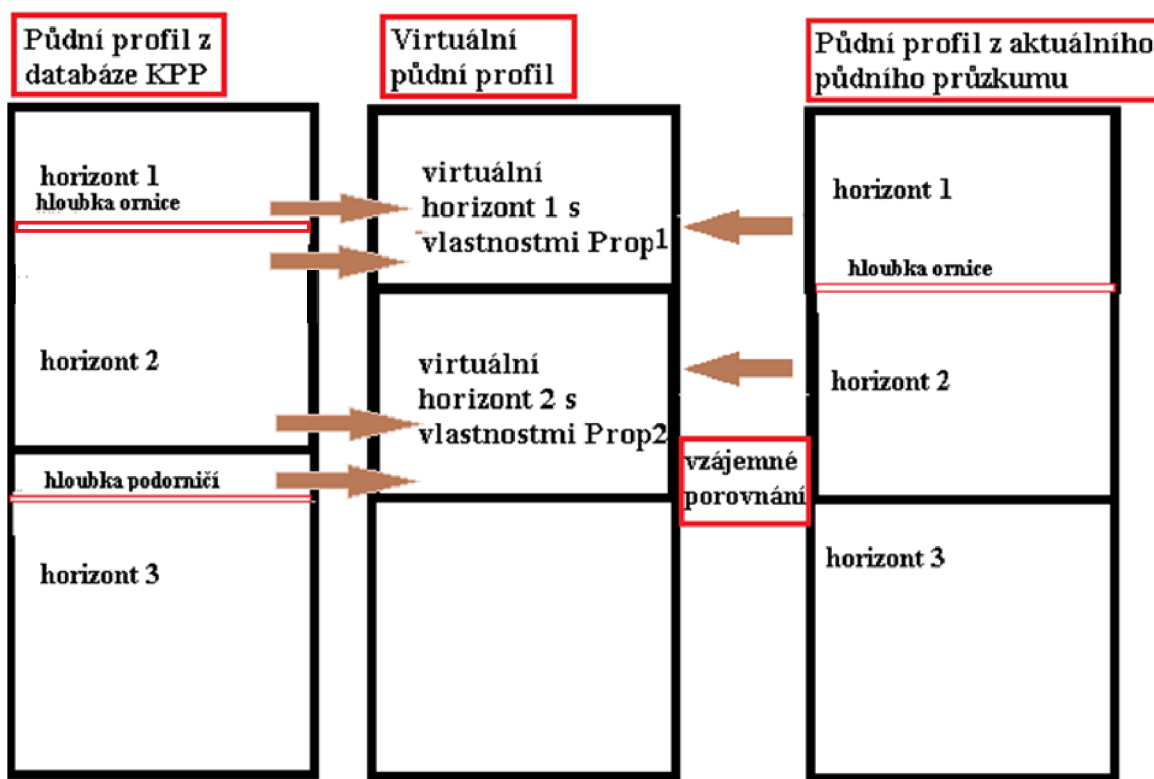 Půdní profil z
databáze KPP
horizont 1
hloubka ornice
horizont 2
hloubka podorničí
horizont 3
Virtuální
půdní profil
virtuální
horizont 1 s
vlastnostmi Prop1
virtuální
horizont 2 s
vlastnostmi Prop2
vzájemné
porovnání
Půdní profil z aktuálního
půdního průzkumu
horizont 1
hloubka ornice
horizont 2
horizont 3